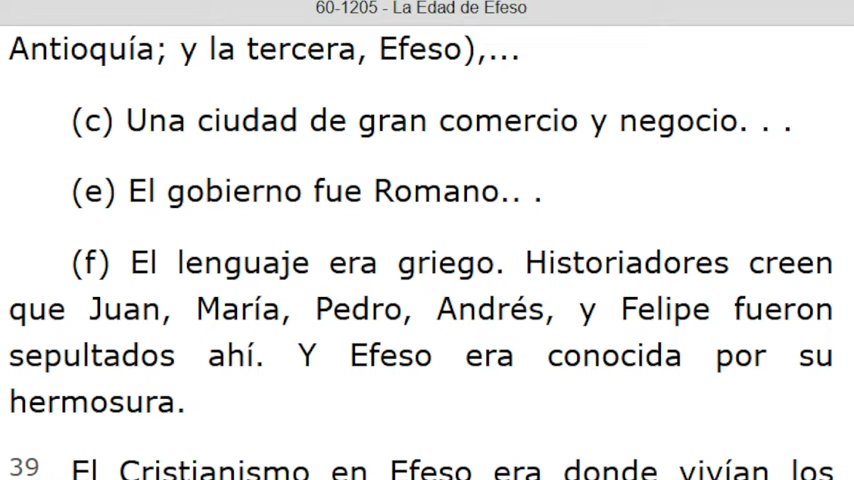 60-1205 - La Edad de Efeso
Antioquía; y la tercera, Efeso),...
(c) Una ciudad de gran comercio y negocio. . .
(e) El gobierno fue Romano.. .
(f) El lenguaje era griego. Historiadores creen
que Juan, María, Pedro, Andrés, y Felipe fueron
sepultados ahí. Y Efeso era conocida por su
hermosura.
39 El Cristianismo en Efeso era donde vivían los